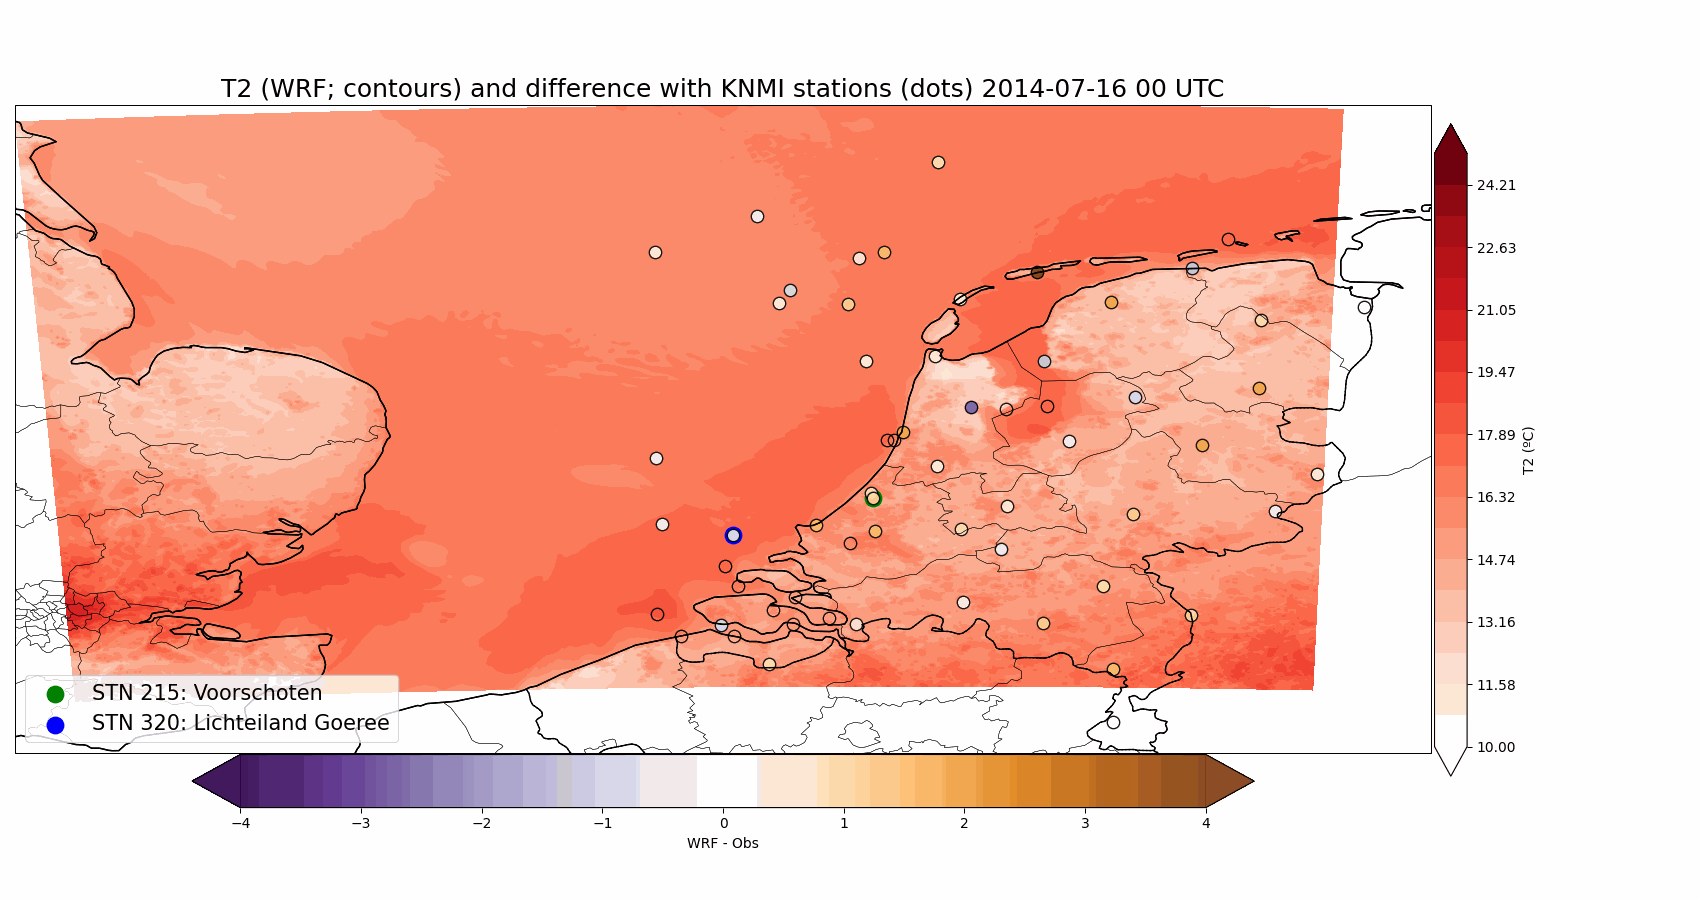 T2 (WRF; contours) and difference with KNMI stations (dots) 2014-07-16 00 UTC
24.21
22.63
21.05
19.47
17.89
16.32
14.74
13.16
11.58
10.00
T2 (ºC)
STN 215: Voorschoten
STN 320: Lichteiland Goeree
−4 −3 −2 −1 0 1 2 3 4
WRF - Obs